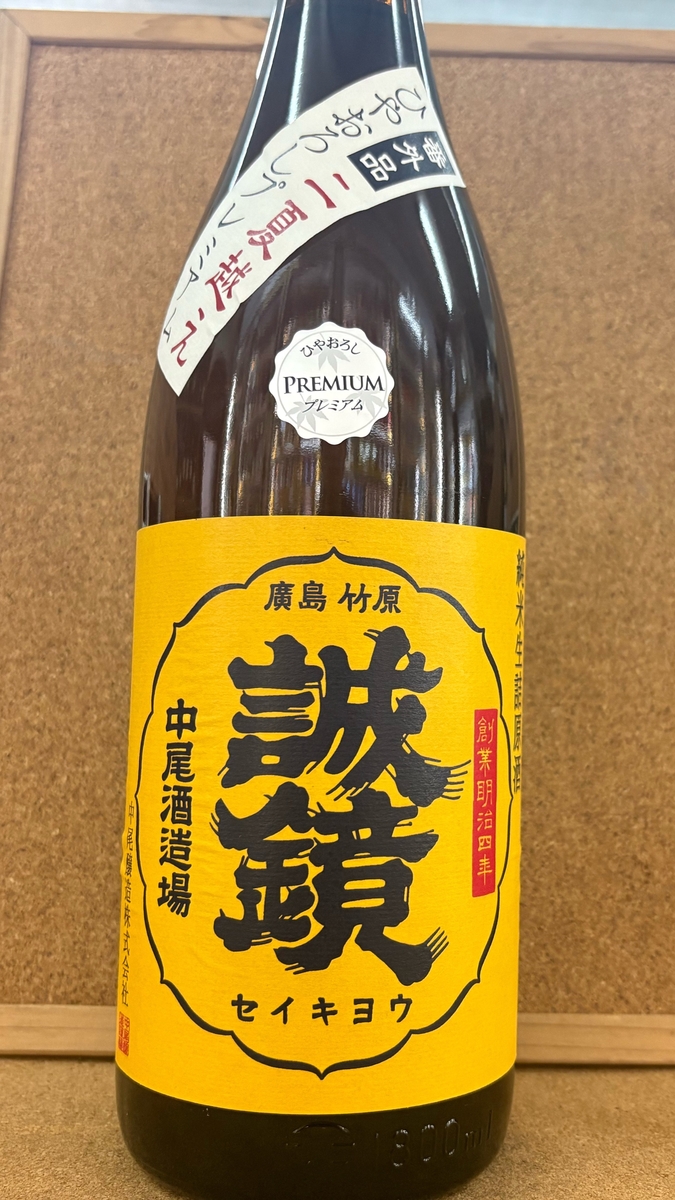 ひやおろしプレミアム
番外品
二夏越え
ひやおろし
PREMIUM
プレミアム
純米生詰原酒
廣島 竹原
誠鏡
創業明治四年
中尾酒造場
中尾醸造株式会社
セイキヨウ
1800ml